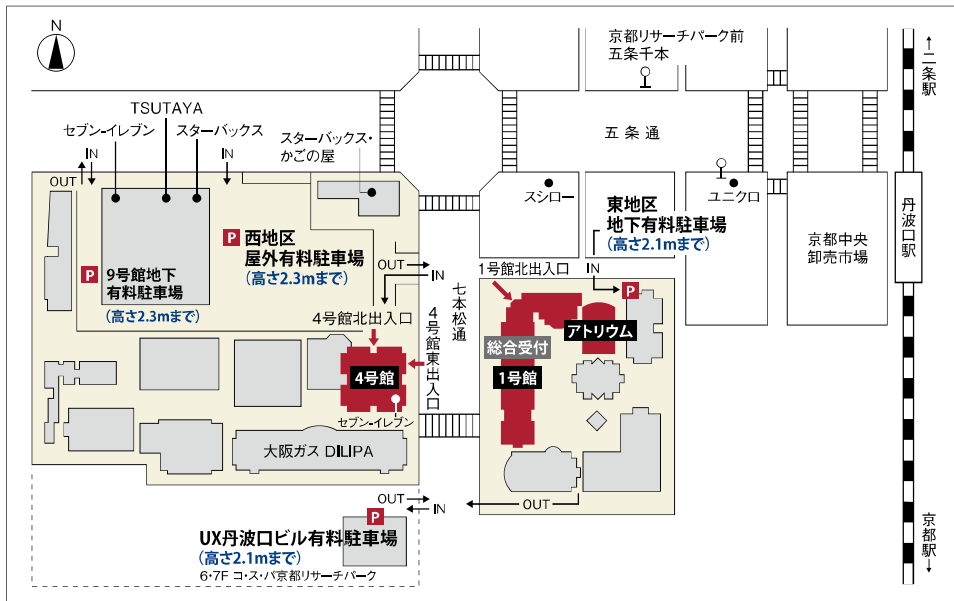 N
京都リサーチパーク前
五条千本
↑二条駅
TSUTAYA
セブン-イレブン
スターバックス
スターバックス・
かごの屋
五条通
IN
OUT
IN
スシロー
ユニクロ
丹波口駅
東地区
地下有料駐車場
(高さ2.1mまで)
IN
P
京都中央
卸売市場
P 西地区
屋外有料駐車場
(高さ2.3mまで)
P 9号館地下
有料駐車場
(高さ2.3mまで)
OUT
IN
七本松通
1号館北出入口
4号館北出入口
4号館東出入口
アトリウム
総合受付
1号館
4号館
セブン-イレブン
大阪ガス DILIPA
OUT
IN
OUT
P
UX丹波口ビル有料駐車場
(高さ2.1mまで)
6・7F コ・ス・パ京都リサーチパーク
京都駅↓